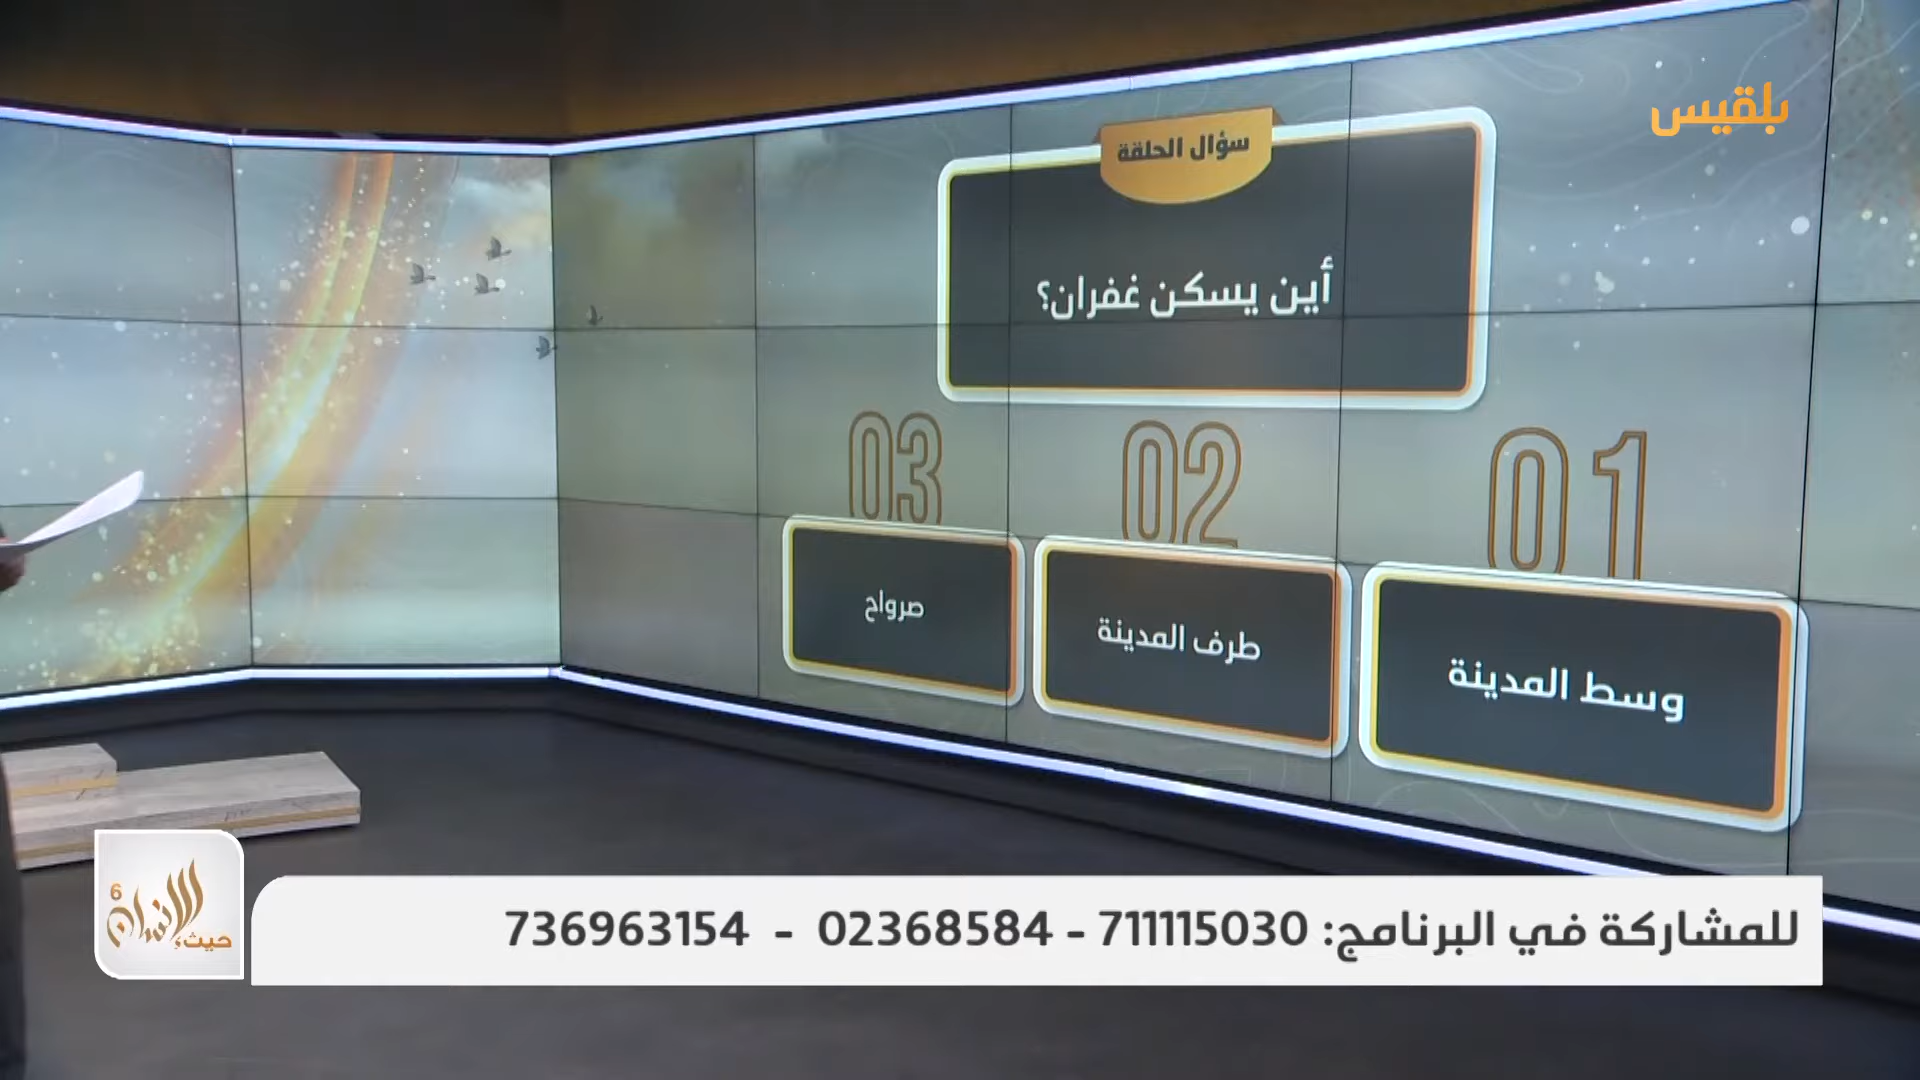 بلقيس
سؤال الحلقة
أين يسكن غفران؟
01
02
03
وسط المدينة
طرف المدينة
صرواح
للمشاركة في البرنامج: 711115030 - 02368584 - 736963154
حيث الإنسان 6